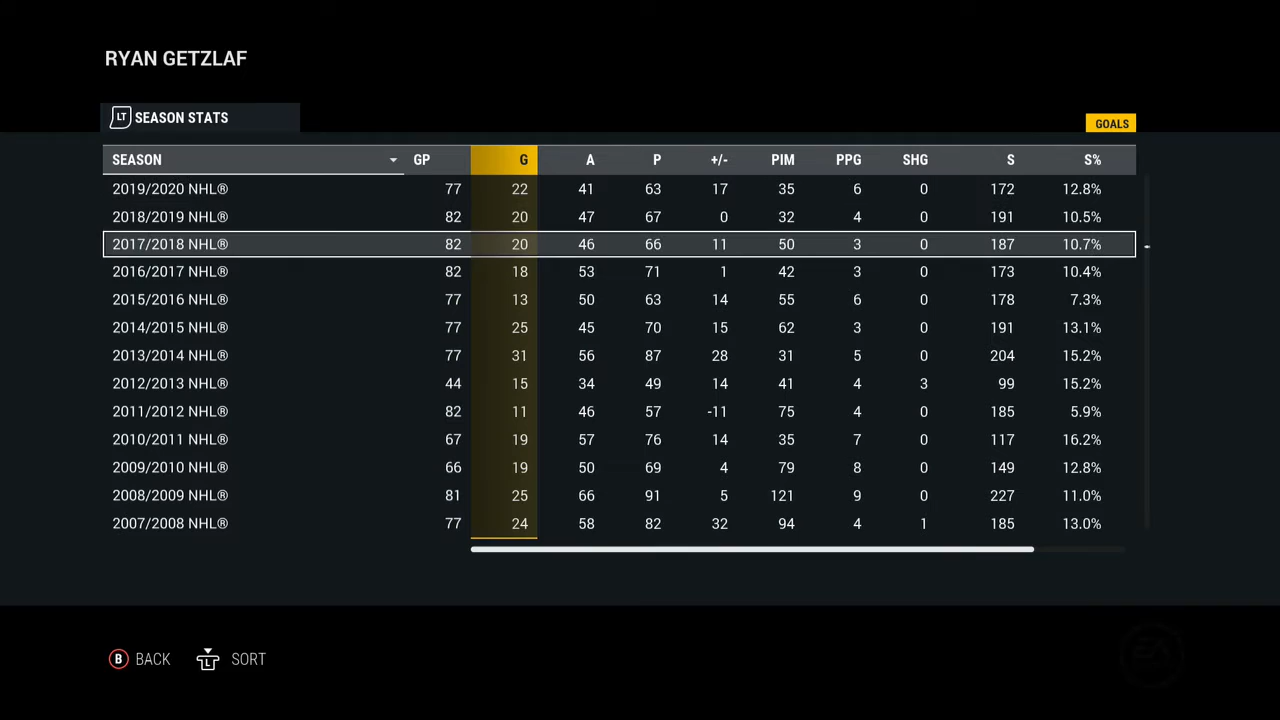 RYAN GETZLAF
LT SEASON STATS
GOALS
SEASON GP G A P +/- PIM PPG SHG S S%
2019/2020 NHL® 77 22 41 63 17 35 6 0 172 12.8%
2018/2019 NHL® 82 20 47 67 0 32 4 0 191 10.5%
2017/2018 NHL® 82 20 46 66 11 50 3 0 187 10.7%
2016/2017 NHL® 82 18 53 71 1 42 3 0 173 10.4%
2015/2016 NHL® 77 13 50 63 14 55 6 0 178 7.3%
2014/2015 NHL® 77 25 45 70 15 62 3 0 191 13.1%
2013/2014 NHL® 77 31 56 87 28 31 5 0 204 15.2%
2012/2013 NHL® 44 15 34 49 14 41 4 3 99 15.2%
2011/2012 NHL® 82 11 46 57 -11 75 4 0 185 5.9%
2010/2011 NHL® 67 19 57 76 14 35 7 0 117 16.2%
2009/2010 NHL® 66 19 50 69 4 79 8 0 149 12.8%
2008/2009 NHL® 81 25 66 91 5 121 9 0 227 11.0%
2007/2008 NHL® 77 24 58 82 32 94 4 1 185 13.0%
B BACK L SORT
EA